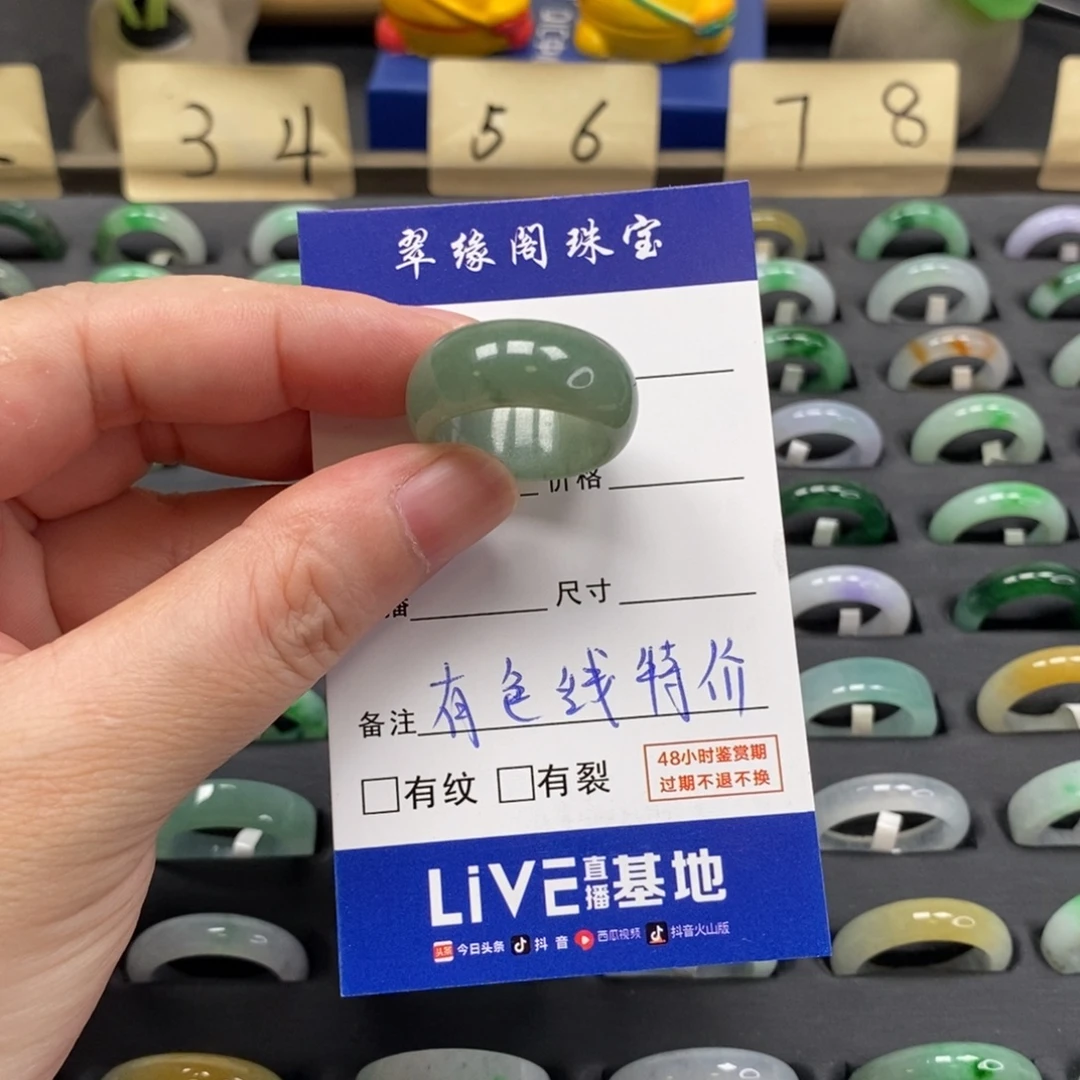 3 4
5 6
7 8
翠缘阁珠宝
价格
播 尺寸
备注 有色线特价
□有纹 □有裂
48小时鉴赏期
过期不退不换
LiVE直播基地
头条 今日头条 抖音 西瓜视频 抖音火山版